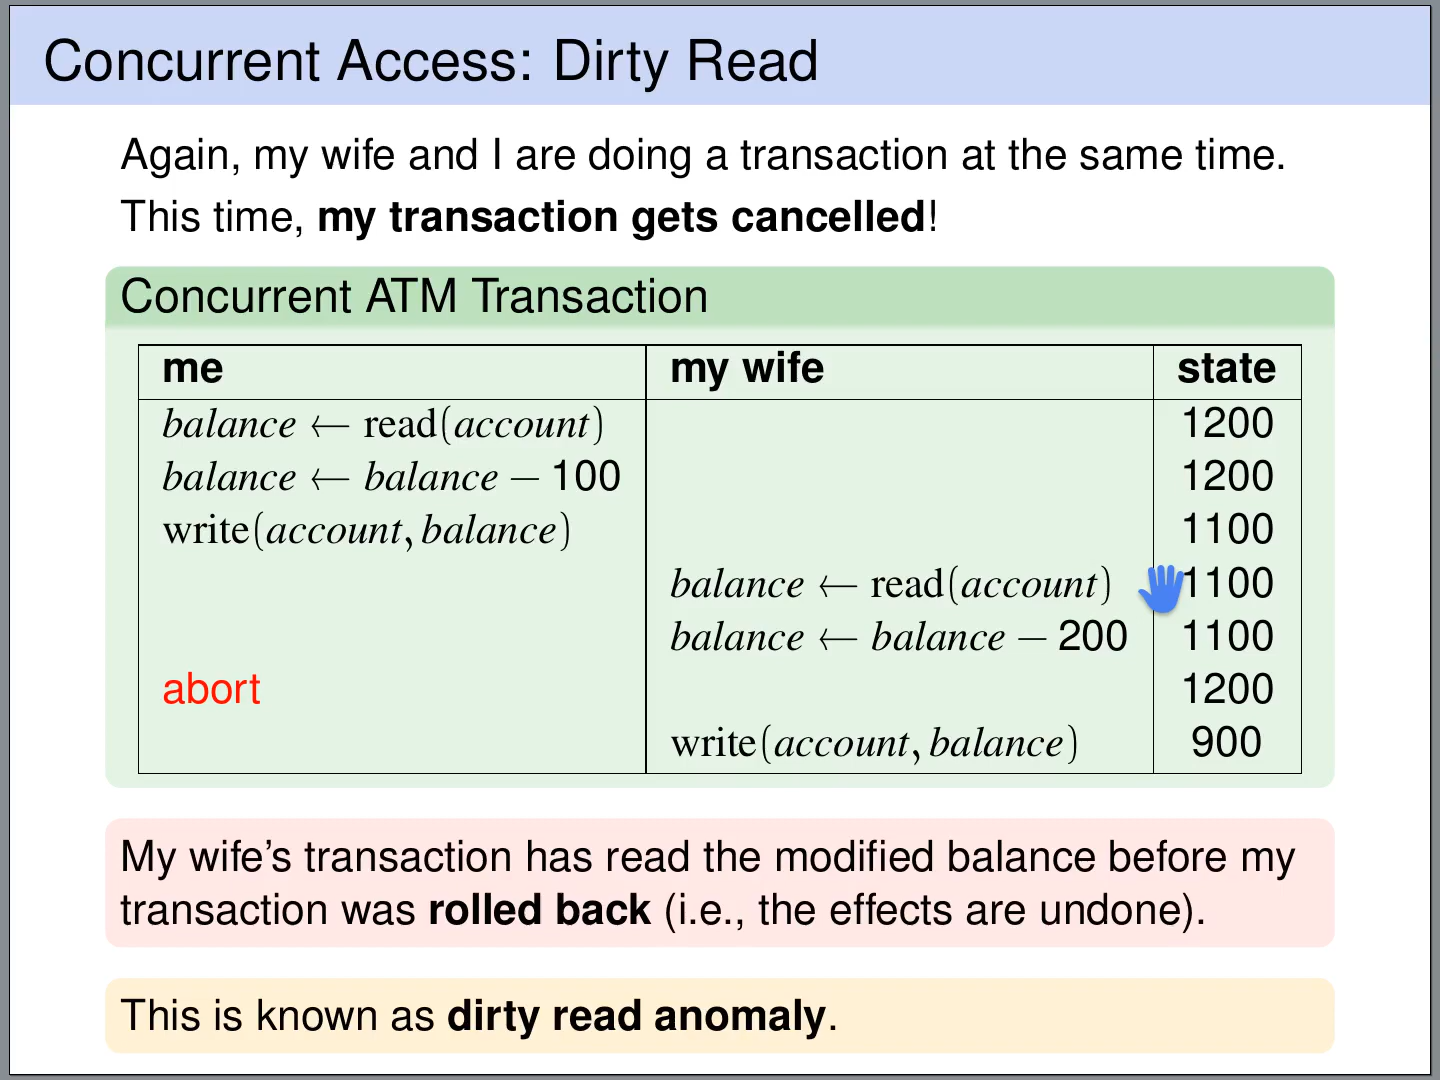 Concurrent Access: Dirty Read
Again, my wife and I are doing a transaction at the same time.
This time, my transaction gets cancelled!
Concurrent ATM Transaction
me my wife state
balance ← read(account) 1200
balance ← balance − 100 1200
write(account, balance) 1100
balance ← read(account) 1100
balance ← balance − 200 1100
abort 1200
write(account, balance) 900
My wife's transaction has read the modified balance before my
transaction was rolled back (i.e., the effects are undone).
This is known as dirty read anomaly.